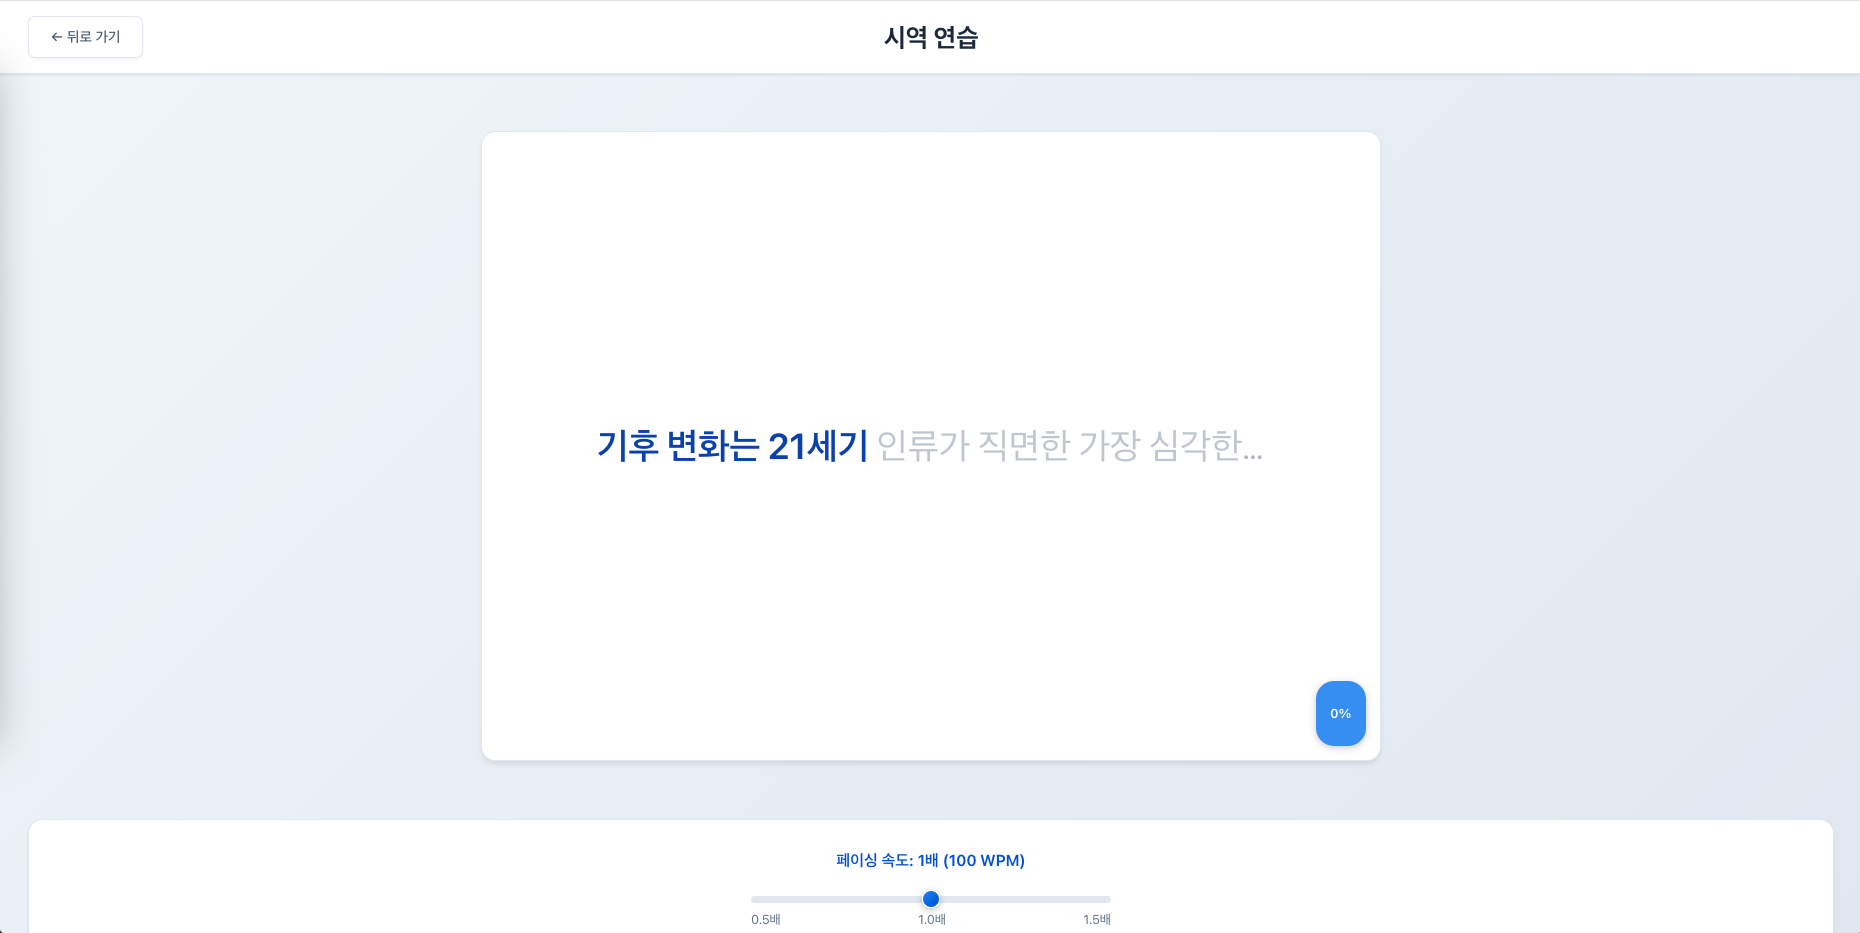 ← 뒤로 가기
시역 연습
기후 변화는 21세기 인류가 직면한 가장 심각한...
0%
페이싱 속도: 1배 (100 WPM)
0.5배 1.0배 1.5배